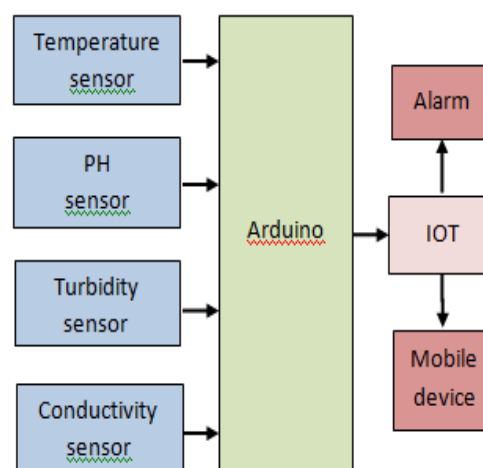 Temperature
sensor
PH
sensor
Turbidity
sensor
Conductivity
sensor
Arduino
Alarm
IOT
Mobile
device